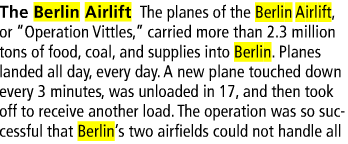 The Berlin Airlift The planes of the Berlin Airlift,
or “Operation Vittles,” carried more than 2.3 million
tons of food, coal, and supplies into Berlin. Planes
landed all day, every day. A new plane touched down
every 3 minutes, was unloaded in 17, and then took
off to receive another load. The operation was so suc-
cessful that Berlin’s two airfields could not handle all